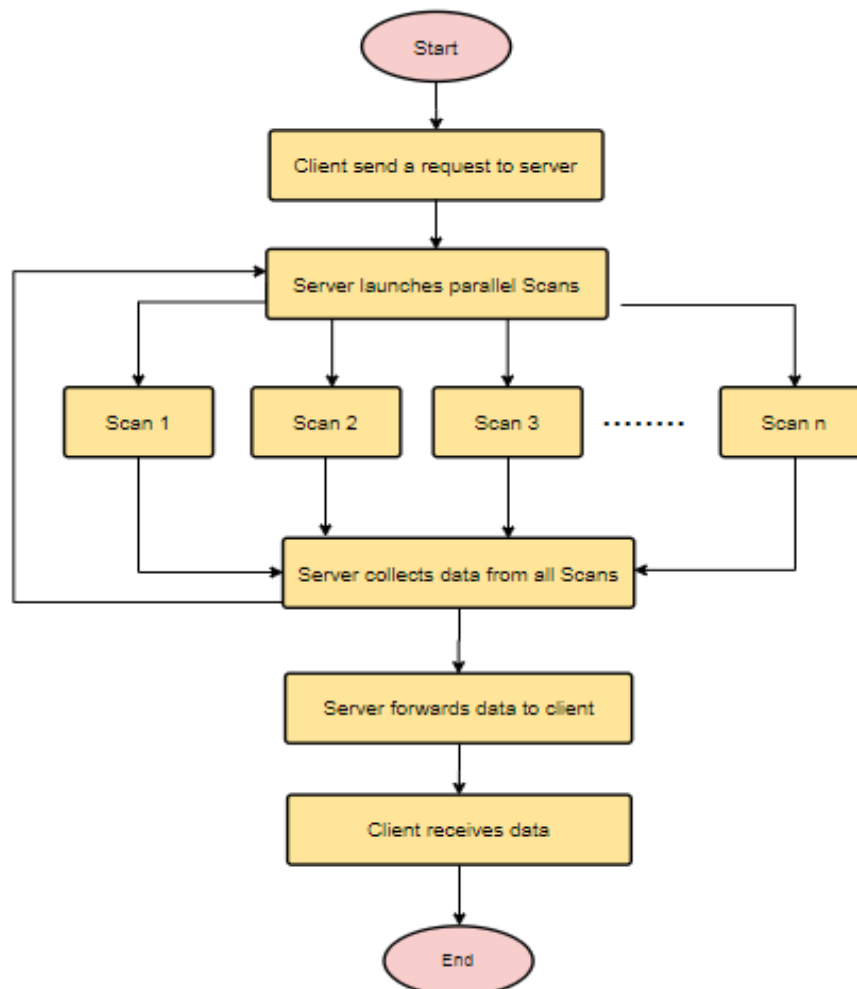 Start
Client send a request to server
Server launches parallel Scans
Scan 1
Scan 2
Scan 3
........
Scan n
Server collects data from all Scans
Server forwards data to client
Client receives data
End